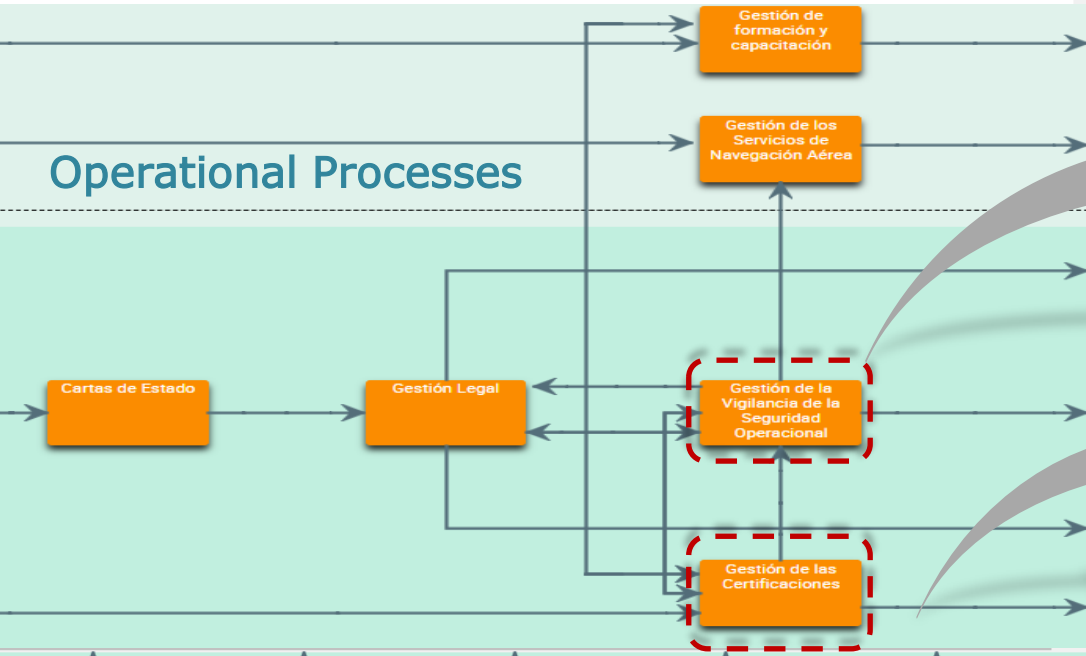 Gestión de
formación y
capacitación
Gestión de los
Servicios de
Navegación Aérea
Operational Processes
Cartas de Estado
Gestión Legal
Gestión de la
Vigilancia de la
Seguridad
Operacional
Gestión de las
Certificaciones